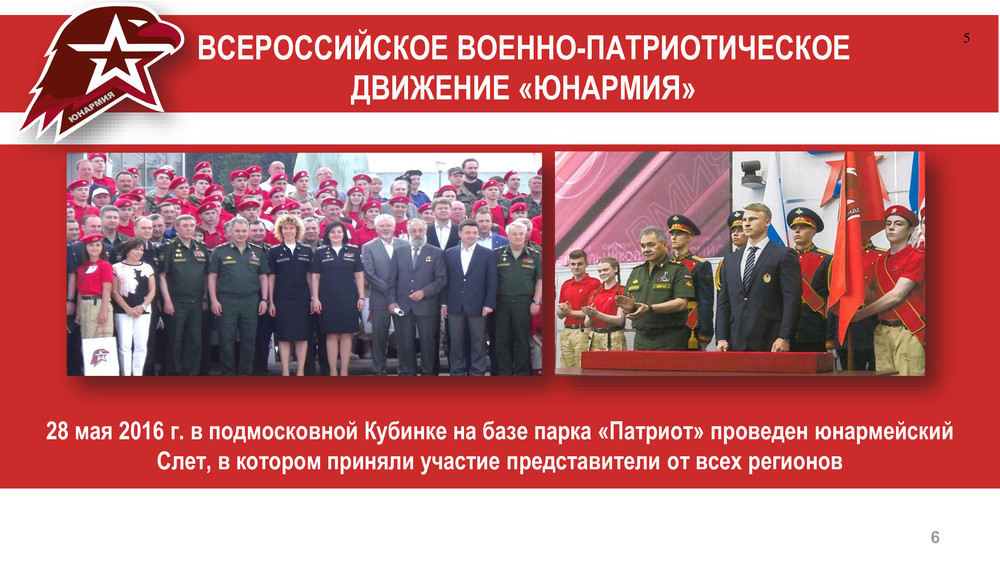 ВСЕРОССИЙСКОЕ ВОЕННО-ПАТРИОТИЧЕСКОЕ
ДВИЖЕНИЕ «ЮНАРМИЯ»
5
ЮНАРМИЯ
28 мая 2016 г. в подмосковной Кубинке на базе парка «Патриот» проведен юнармейский
Слет, в котором приняли участие представители от всех регионов
6